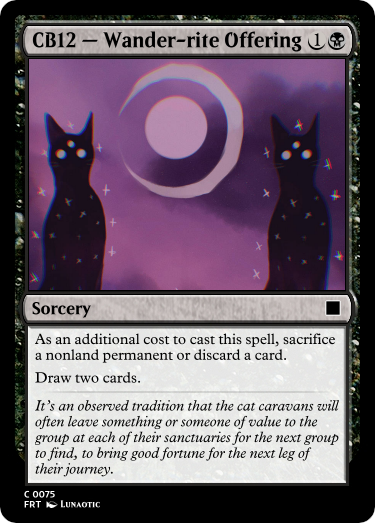 CB12 — Wander-rite Offering 1
Sorcery
As an additional cost to cast this spell, sacrifice
a nonland permanent or discard a card.
Draw two cards.
It's an observed tradition that the cat caravans will
often leave something or someone of value to the
group at each of their sanctuaries for the next group
to find, to bring good fortune for the next leg of
their journey.
C 0075
FRT Lunaotic